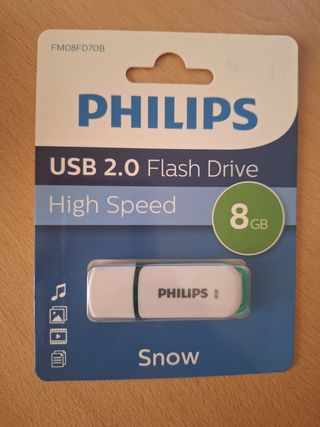 FM08FD70B
PHILIPS
USB 2.0 Flash Drive
High Speed
8GB
PHILIPS
Snow